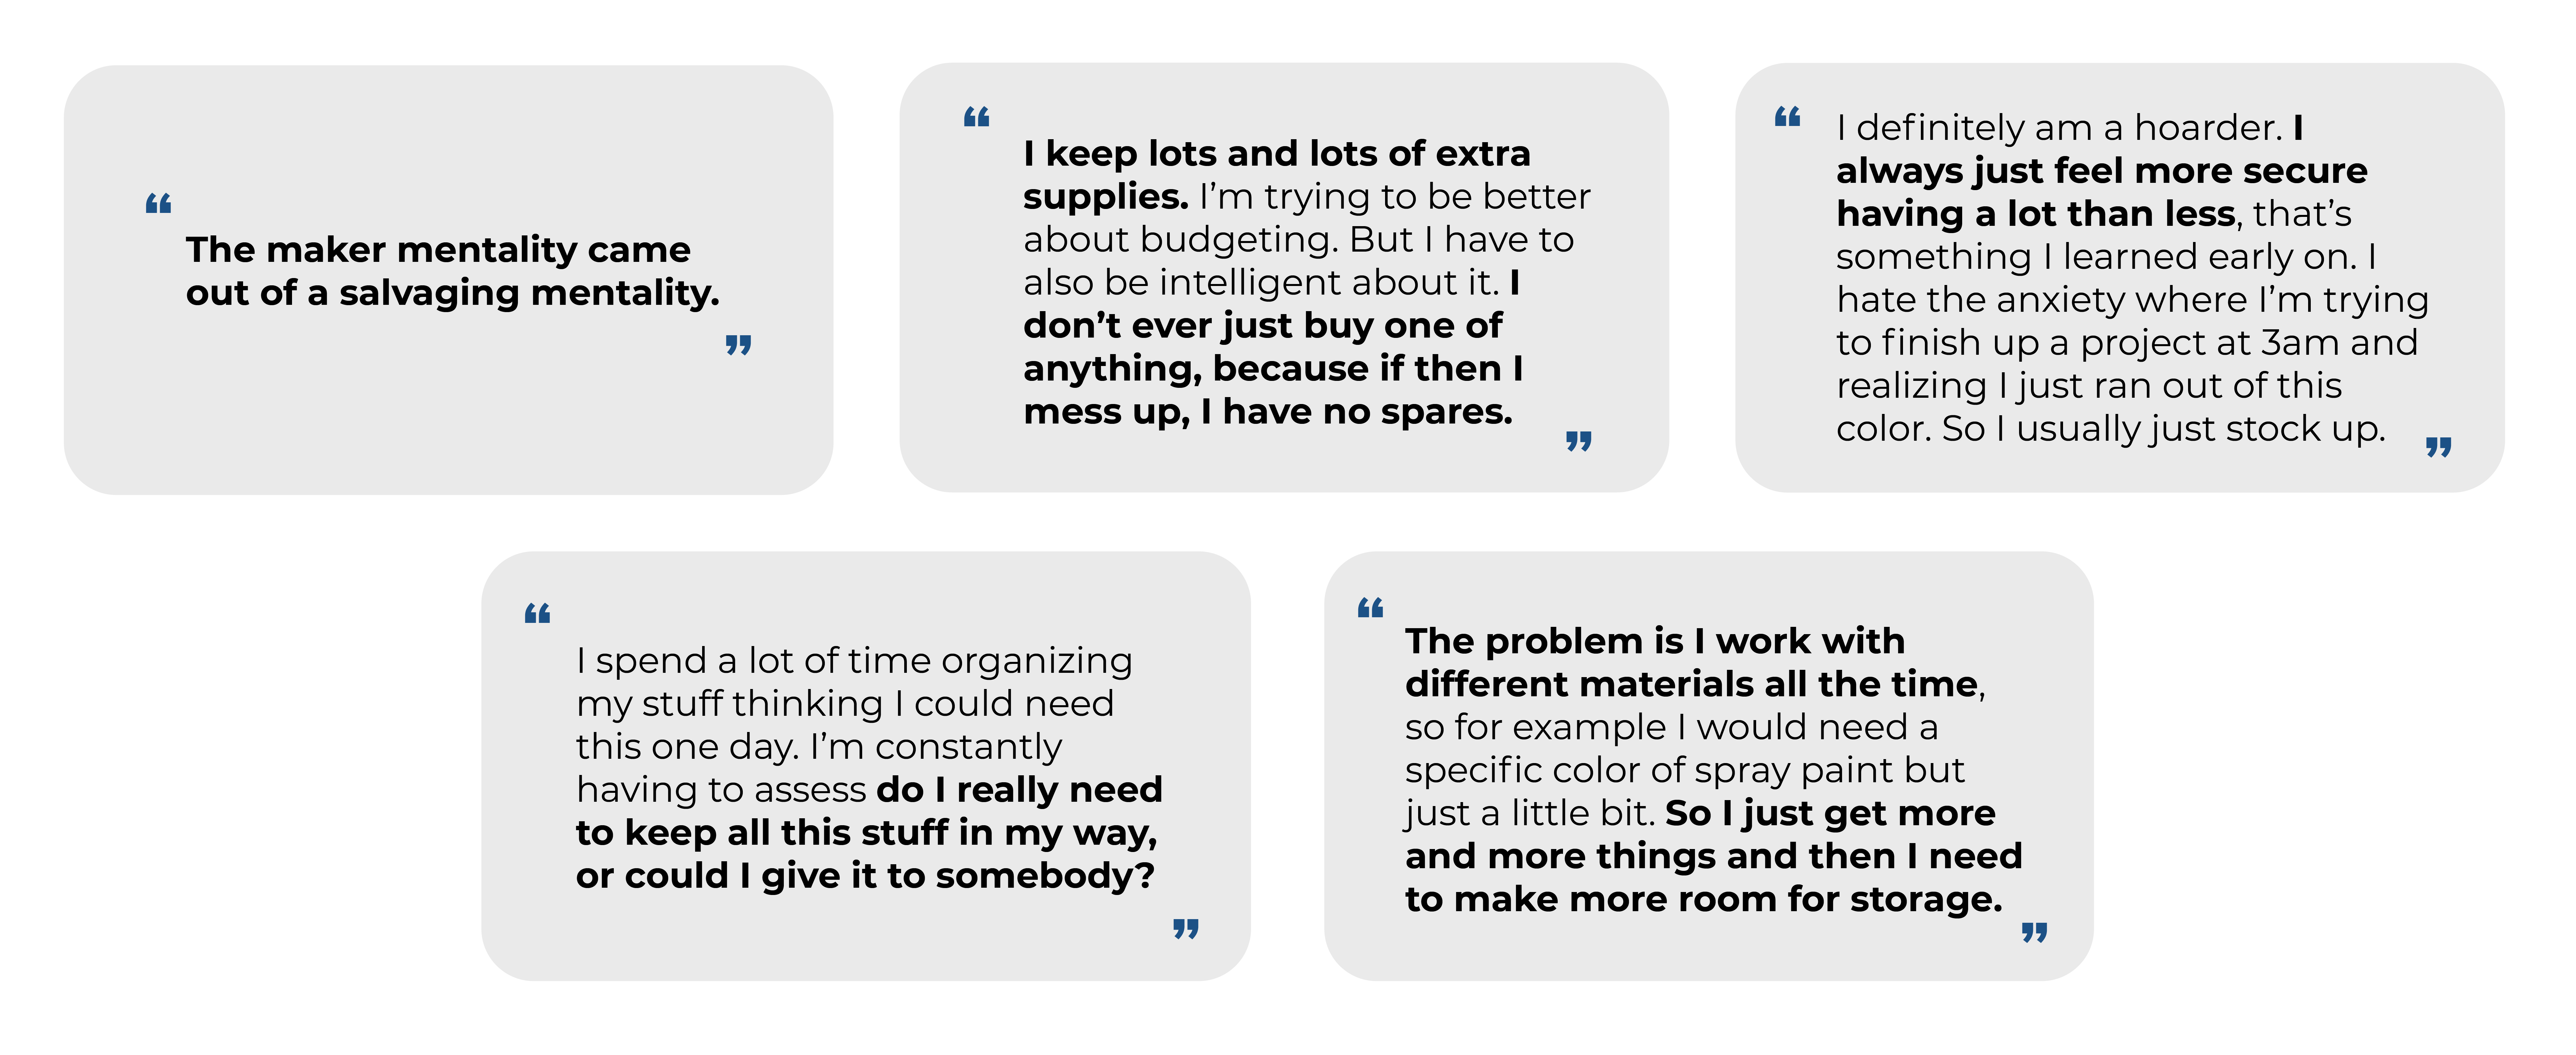 “
The maker mentality came
out of a salvaging mentality.
”
“
I keep lots and lots of extra
supplies. I’m trying to be better
about budgeting. But I have to
also be intelligent about it. I
don’t ever just buy one of
anything, because if then I
mess up, I have no spares.
”
“
I definitely am a hoarder. I
always just feel more secure
having a lot than less, that’s
something I learned early on. I
hate the anxiety where I’m trying
to finish up a project at 3am and
realizing I just ran out of this
color. So I usually just stock up.
”
“
I spend a lot of time organizing
my stuff thinking I could need
this one day. I’m constantly
having to assess do I really need
to keep all this stuff in my way,
or could I give it to somebody?
”
“
The problem is I work with
different materials all the time,
so for example I would need a
specific color of spray paint but
just a little bit. So I just get more
and more things and then I need
to make more room for storage.
”